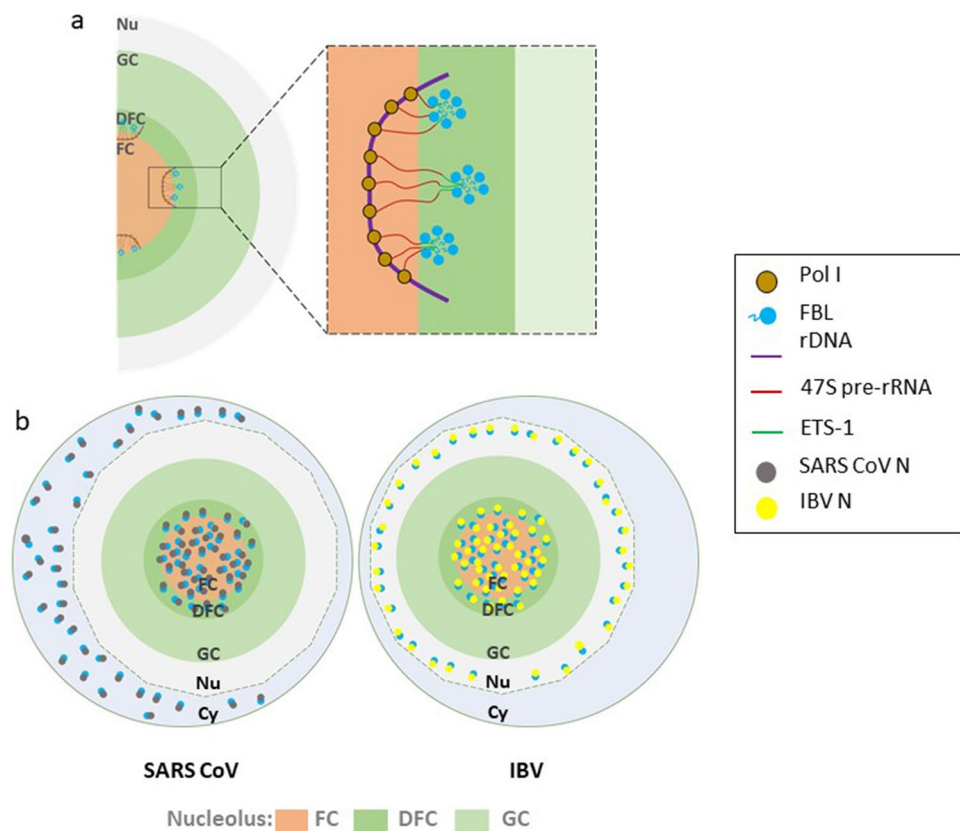 a
Nu
GC
DFC
FC
Pol I
FBL
rDNA
47S pre-rRNA
ETS-1
SARS CoV N
IBV N
b
FC
DFC
GC
Nu
Cy
SARS CoV
FC
DFC
GC
Nu
Cy
IBV
Nucleolus: FC DFC GC